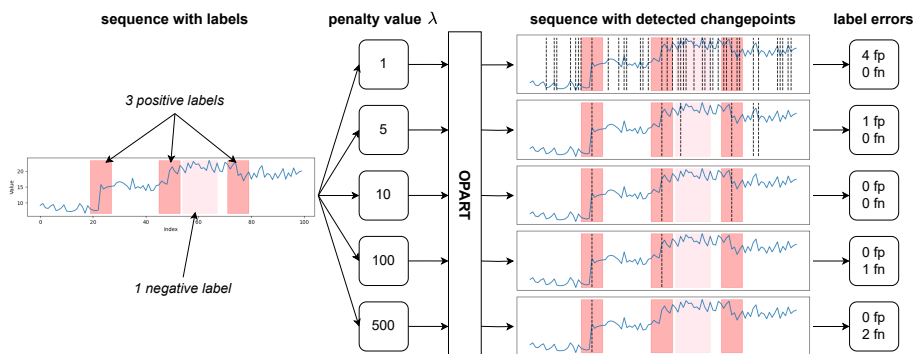 sequence with labels
penalty value λ
sequence with detected changepoints
label errors
3 positive labels
1 negative label
Value
20
15
10
0
20
40
60
80
100
Index
1
5
10
100
500
OPART
4 fp
0 fn
1 fp
0 fn
0 fp
0 fn
0 fp
1 fn
0 fp
2 fn